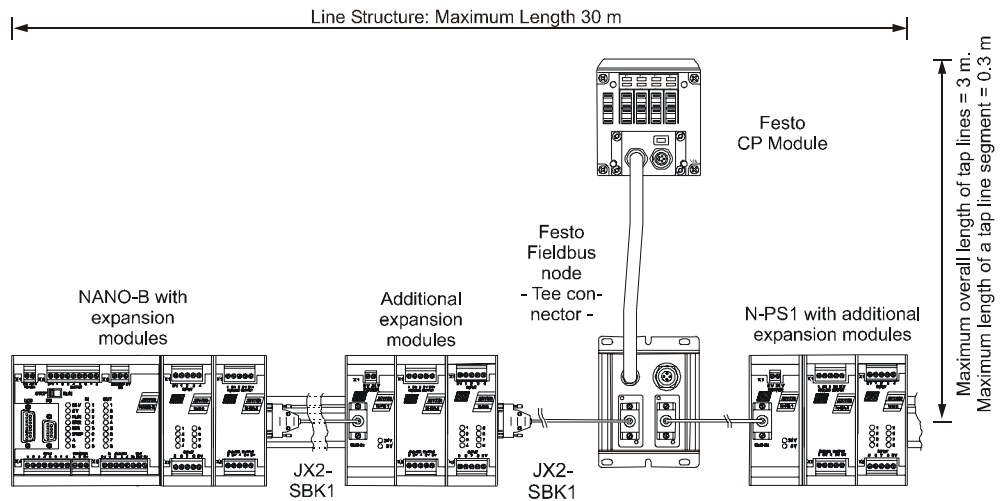 Line Structure: Maximum Length 30 m
Maximum overall length of tap lines = 3 m.
Maximum length of a tap line segment = 0.3 m
Festo
CP Module
Festo
Fieldbus
node
- Tee con-
nector -
NANO-B with
expansion
modules
Additional
expansion
modules
N-PS1 with additional
expansion modules
JX2-
SBK1
JX2-
SBK1